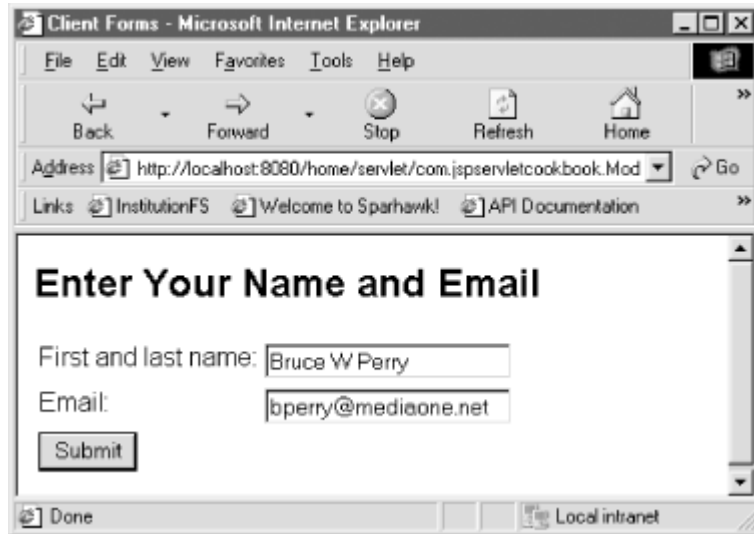 Client Forms - Microsoft Internet Explorer
File Edit View Favorites Tools Help
Back Forward Stop Refresh Home »
Address http://localhost:8080/home/servlet/com.jspservletcookbook.Mod Go
Links InstitutionFS Welcome to Sparhawk! API Documentation »
Enter Your Name and Email
First and last name: Bruce W Perry
Email: bperry@mediaone.net
Submit
Done Local intranet